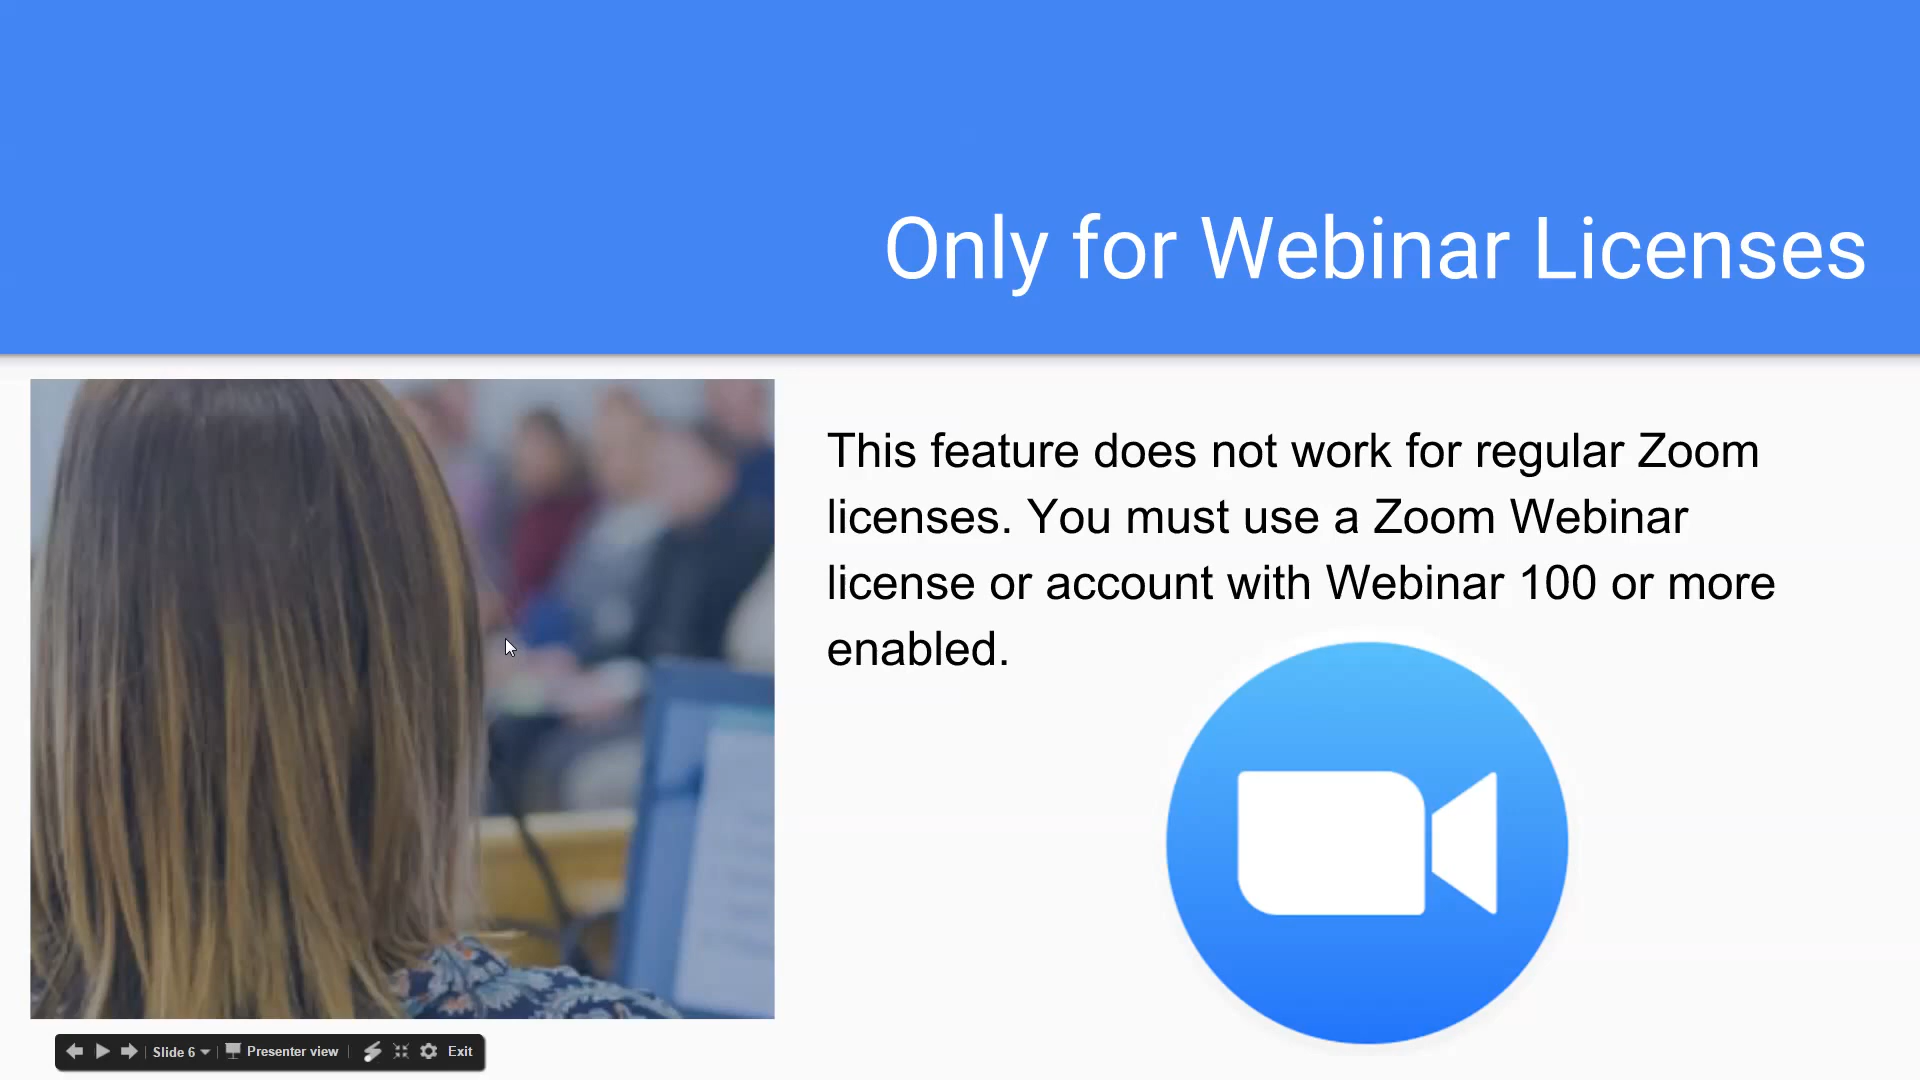 Only for Webinar Licenses
This feature does not work for regular Zoom
licenses. You must use a Zoom Webinar
license or account with Webinar 100 or more
enabled.
Slide 6
Presenter view
Exit